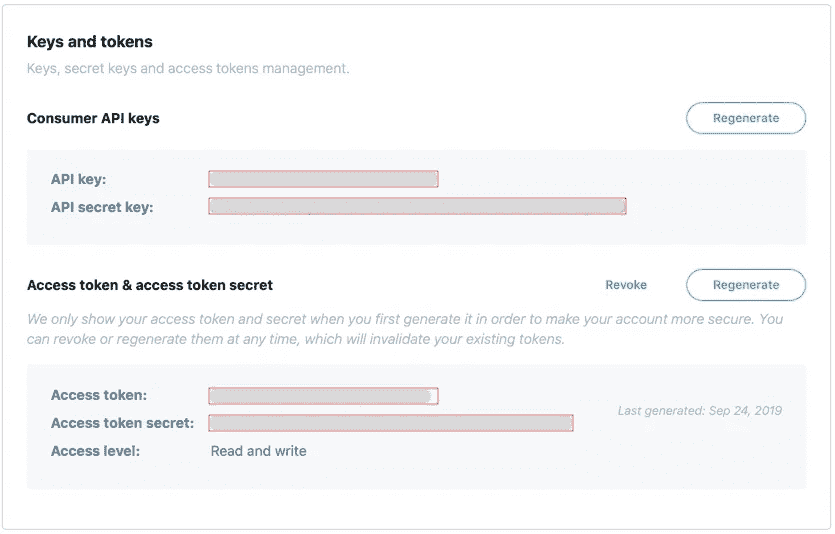 Keys and tokens
Keys, secret keys and access tokens management.
Consumer API keys
Regenerate
API key:
API secret key:
Access token & access token secret
Revoke
Regenerate
We only show your access token and secret when you first generate it in order to make your account more secure. You
can revoke or regenerate them at any time, which will invalidate your existing tokens.
Access token:
Last generated: Sep 24, 2019
Access token secret:
Access level:
Read and write